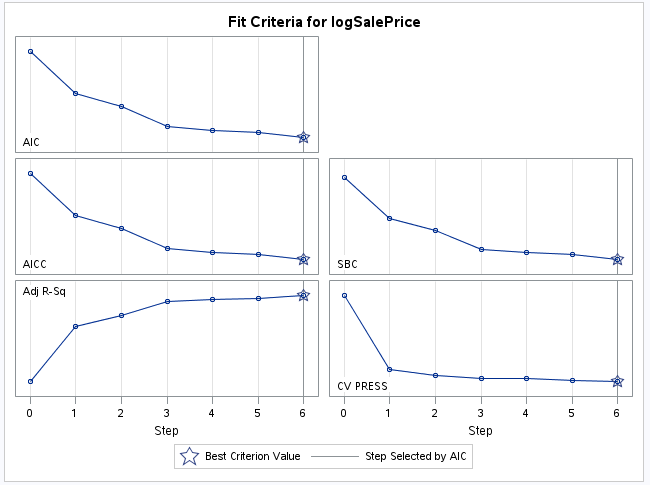 Fit Criteria for logSalePrice
AIC
AICC
SBC
Adj R-Sq
CV PRESS
0 1 2 3 4 5 6
0 1 2 3 4 5 6
Step
Step
Best Criterion Value
Step Selected by AIC